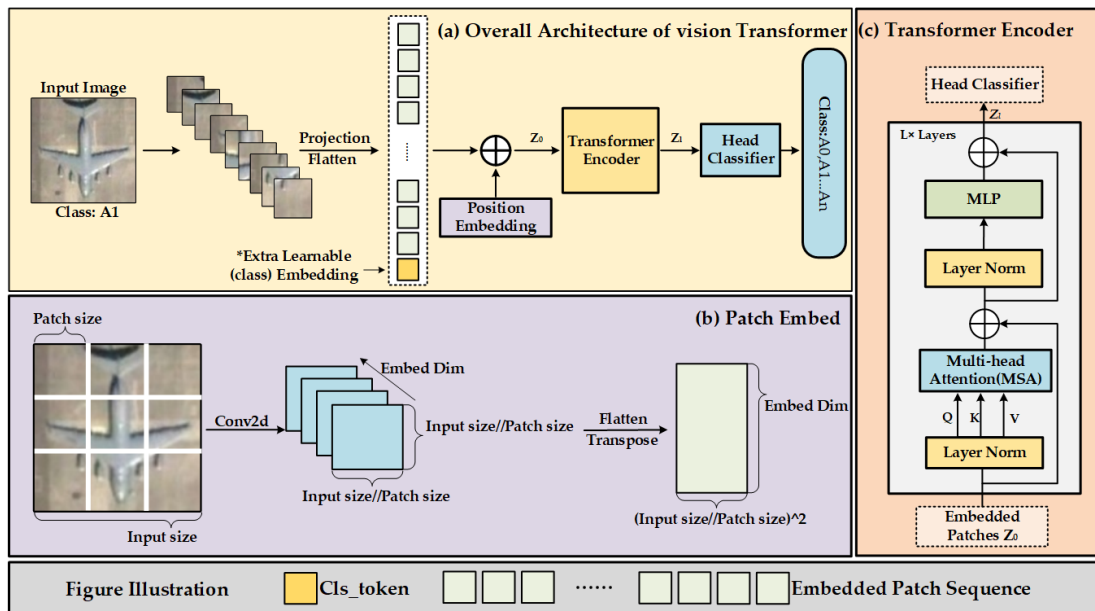 (a) Overall Architecture of vision Transformer
Input Image
Class: A1
Projection
Flatten
......
*Extra Learnable
(class) Embedding
Z₀
Position
Embedding
Transformer
Encoder
Zₗ
Head
Classifier
Class:A0,A1...An
(b) Patch Embed
Patch size
Input size
Conv2d
Embed Dim
Input size//Patch size
Input size//Patch size
Flatten
Transpose
Embed Dim
(Input size//Patch size)^2
(c) Transformer Encoder
Head Classifier
Zₗ
L× Layers
MLP
Layer Norm
Multi-head
Attention(MSA)
Q K V
Layer Norm
Embedded
Patches Z₀
Figure Illustration
Cls_token
......
Embedded Patch Sequence